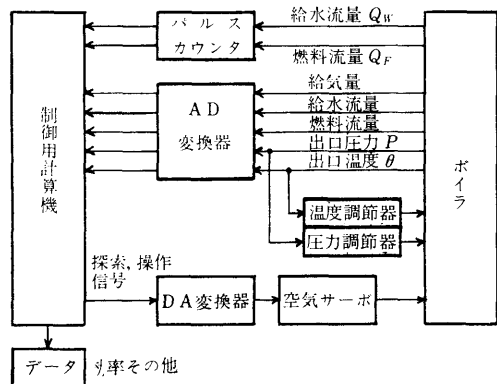 パルス
カウンタ
給水流量 Q_W
燃料流量 Q_F
制御用計算機
AD
変換器
給気量
給水流量
燃料流量
出口圧力 P
出口温度 θ
ボイラ
温度調節器
圧力調節器
探索, 操作
信号
DA変換器
空気サーボ
データ
率その他